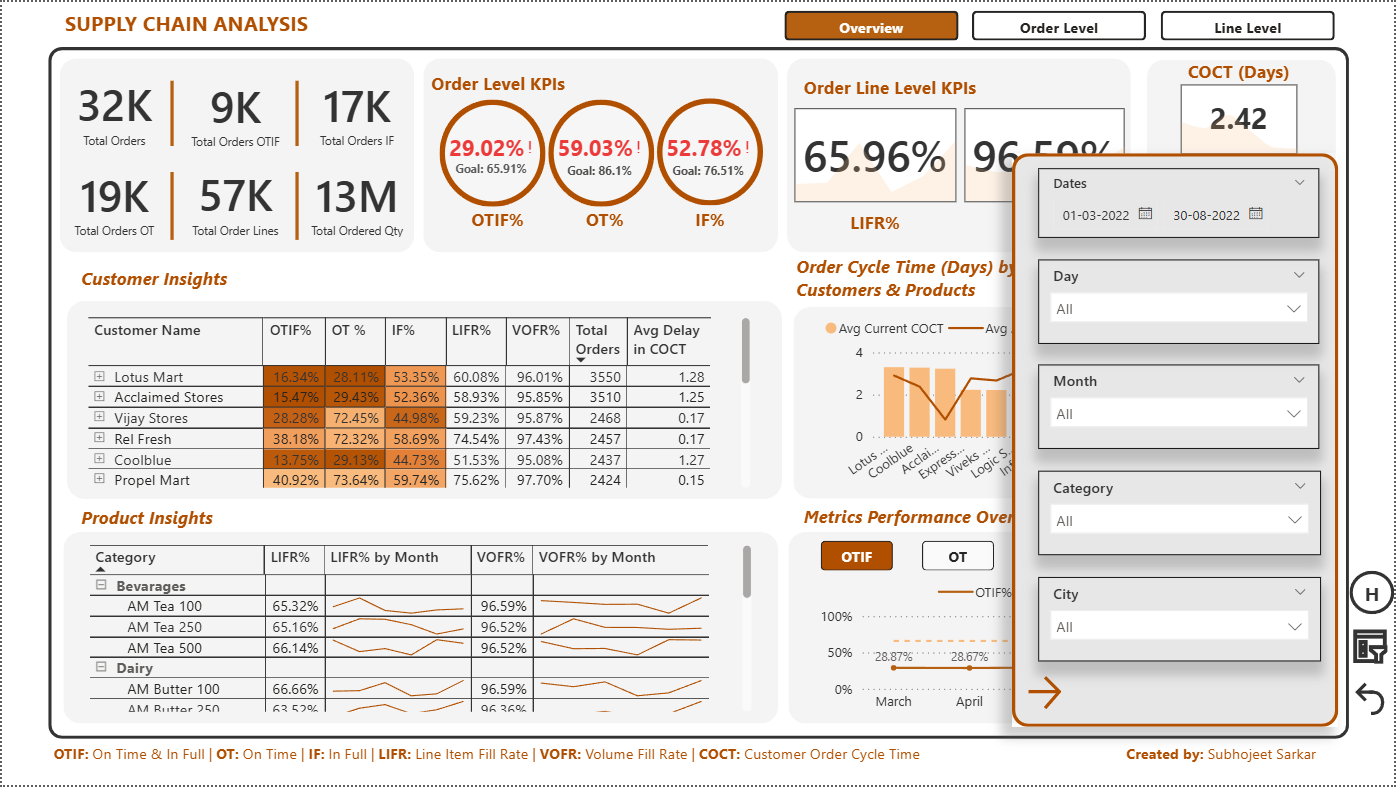 SUPPLY CHAIN ANALYSIS
Overview
Order Level
Line Level
32K
Total Orders
9K
Total Orders OTIF
17K
Total Orders IF
19K
Total Orders OT
57K
Total Order Lines
13M
Total Ordered Qty
Order Level KPIs
29.02% !
Goal: 65.91%
OTIF%
59.03% !
Goal: 86.1%
OT%
52.78% !
Goal: 76.51%
IF%
Order Line Level KPIs
65.96%
LIFR%
96.59%
COCT (Days)
2.42
Customer Insights
Customer Name OTIF% OT % IF% LIFR% VOFR% Total Orders Avg Delay in COCT
Lotus Mart 16.34% 28.11% 53.35% 60.08% 96.01% 3550 1.28
Acclaimed Stores 15.47% 29.43% 52.36% 58.93% 95.85% 3510 1.25
Vijay Stores 28.28% 72.45% 44.98% 59.23% 95.87% 2468 0.17
Rel Fresh 38.18% 72.32% 58.69% 74.54% 97.43% 2457 0.17
Coolblue 13.75% 29.13% 44.73% 51.53% 95.08% 2437 1.27
Propel Mart 40.92% 73.64% 59.74% 75.62% 97.70% 2424 0.15
Order Cycle Time (Days) by
Customers & Products
Avg Current COCT Avg
4
2
0
Lotus ...
Coolblue
Acclai...
Express...
Viveks ...
Logic S...
Product Insights
Category LIFR% LIFR% by Month VOFR% VOFR% by Month
Bevarages
AM Tea 100 65.32% 96.59%
AM Tea 250 65.16% 96.52%
AM Tea 500 66.14% 96.52%
Dairy
AM Butter 100 66.66% 96.59%
AM Butter 250 63.52% 96.36%
Metrics Performance Over
OTIF
OT
OTIF%
100%
50%
0%
28.87%
28.67%
March
April
Dates
01-03-2022
30-08-2022
Day
All
Month
All
Category
All
City
All
H
OTIF: On Time & In Full | OT: On Time | IF: In Full | LIFR: Line Item Fill Rate | VOFR: Volume Fill Rate | COCT: Customer Order Cycle Time
Created by: Subhojeet Sarkar